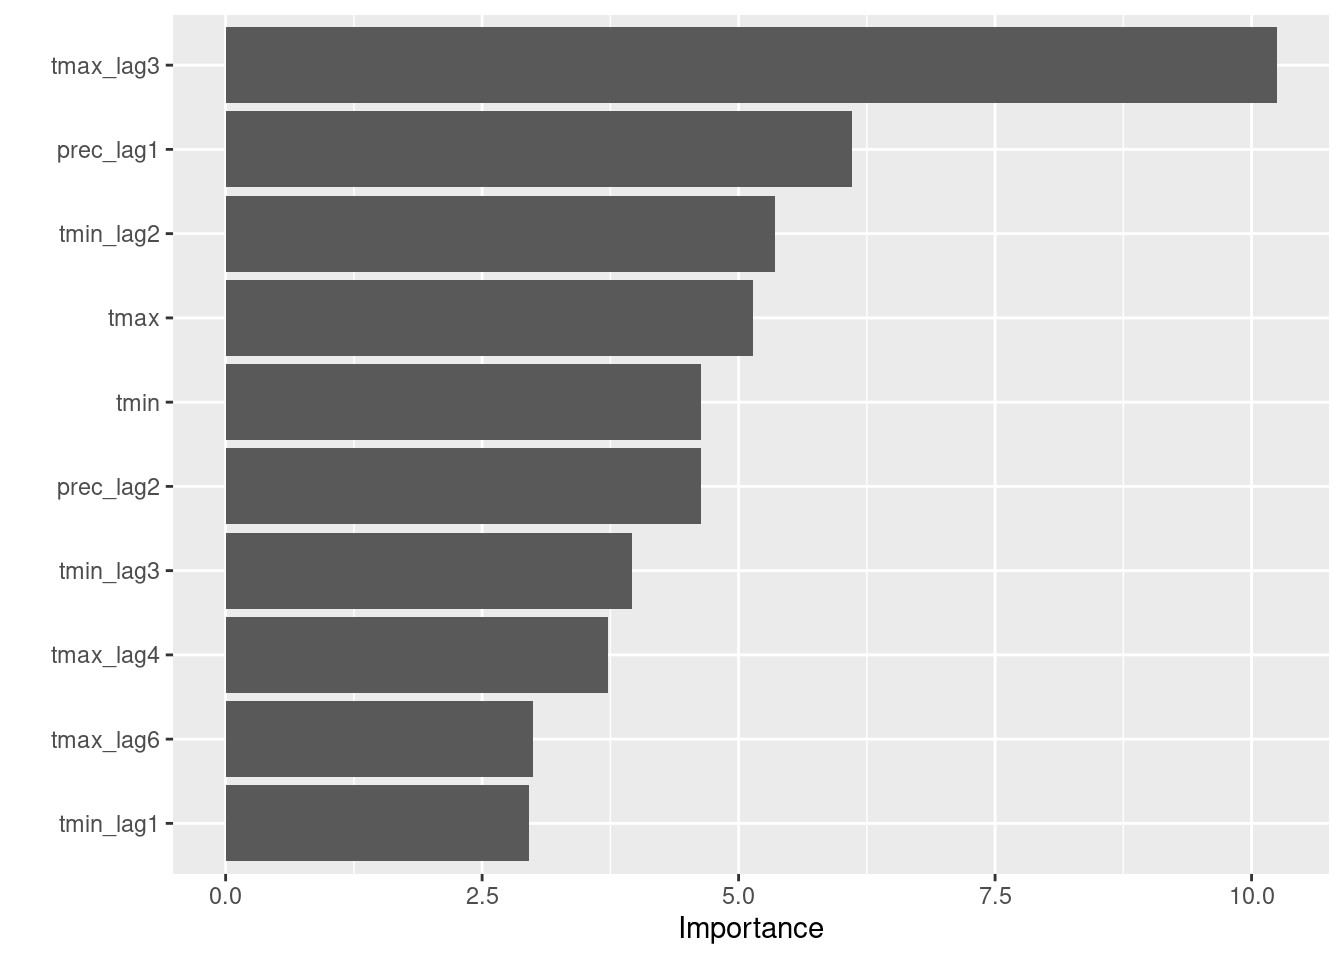 tmax_lag3
prec_lag1
tmin_lag2
tmax
tmin
prec_lag2
tmin_lag3
tmax_lag4
tmax_lag6
tmin_lag1
0.0 2.5 5.0 7.5 10.0
Importance